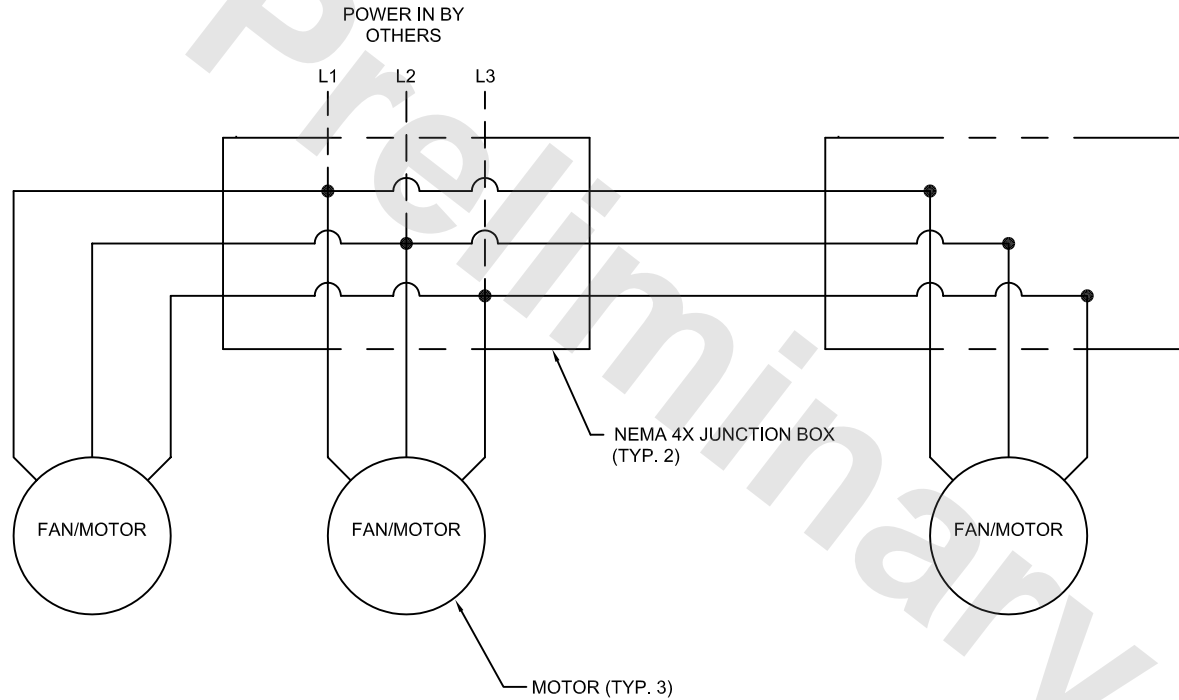 POWER IN BY
OTHERS
L1 L2 L3
NEMA 4X JUNCTION BOX
(TYP. 2)
FAN/MOTOR FAN/MOTOR FAN/MOTOR
MOTOR (TYP. 3)
Preliminary